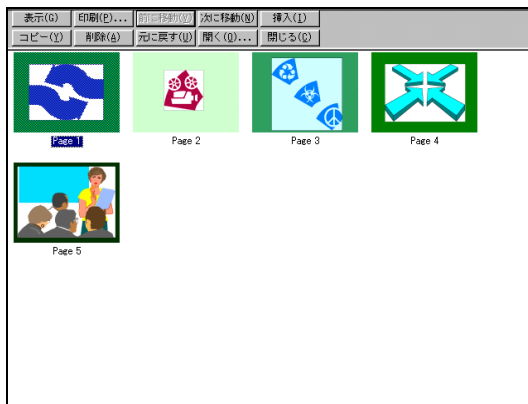 表示(G) 印刷(P)... 前に移動(V) 次に移動(N) 挿入(I)
コピー(Y) 削除(A) 元に戻す(U) 開く(O)... 閉じる(C)
Page 1 Page 2 Page 3 Page 4
Page 5